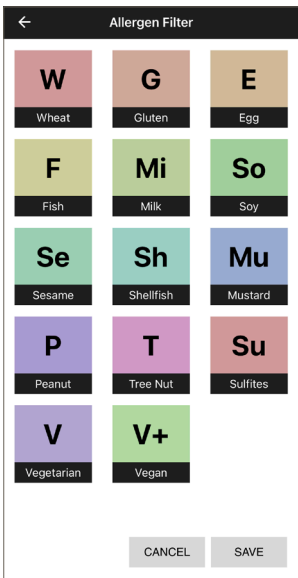 Allergen Filter
W G E
Wheat Gluten Egg
F Mi So
Fish Milk Soy
Se Sh Mu
Sesame Shellfish Mustard
P T Su
Peanut Tree Nut Sulfites
V V+
Vegetarian Vegan
CANCEL SAVE